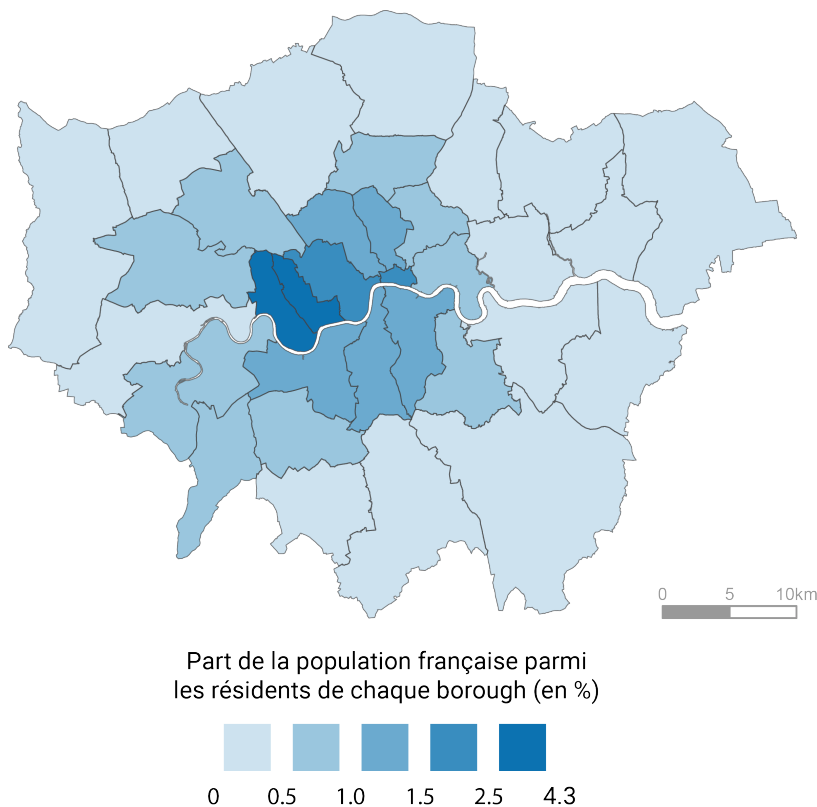 0 5 10km
Part de la population française parmi
les résidents de chaque borough (en %)
0 0.5 1.0 1.5 2.5 4.3